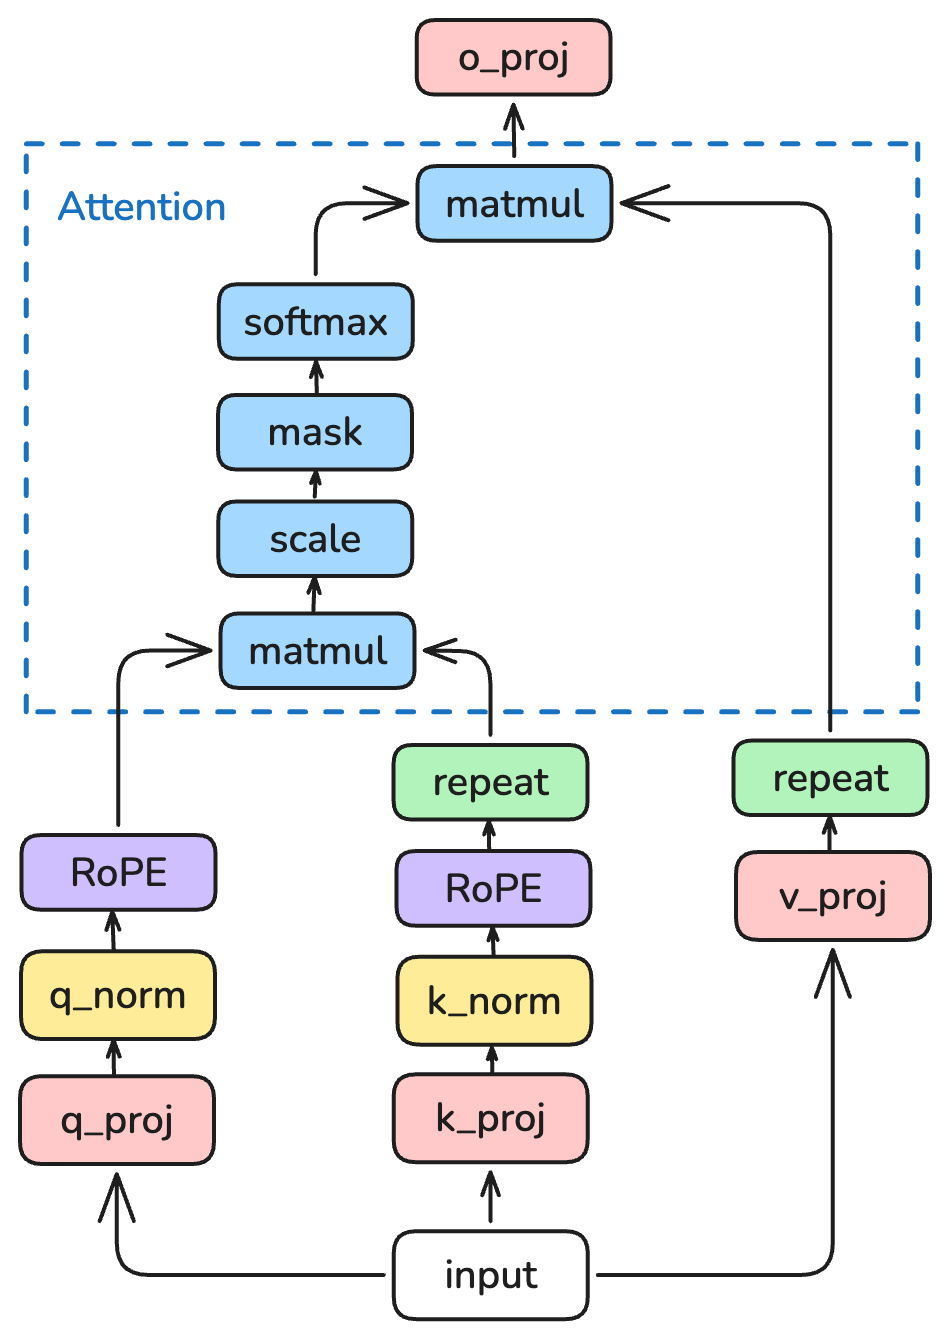 o_proj
Attention
matmul
softmax
mask
scale
matmul
repeat
repeat
RoPE
RoPE
v_proj
q_norm
k_norm
q_proj
k_proj
input